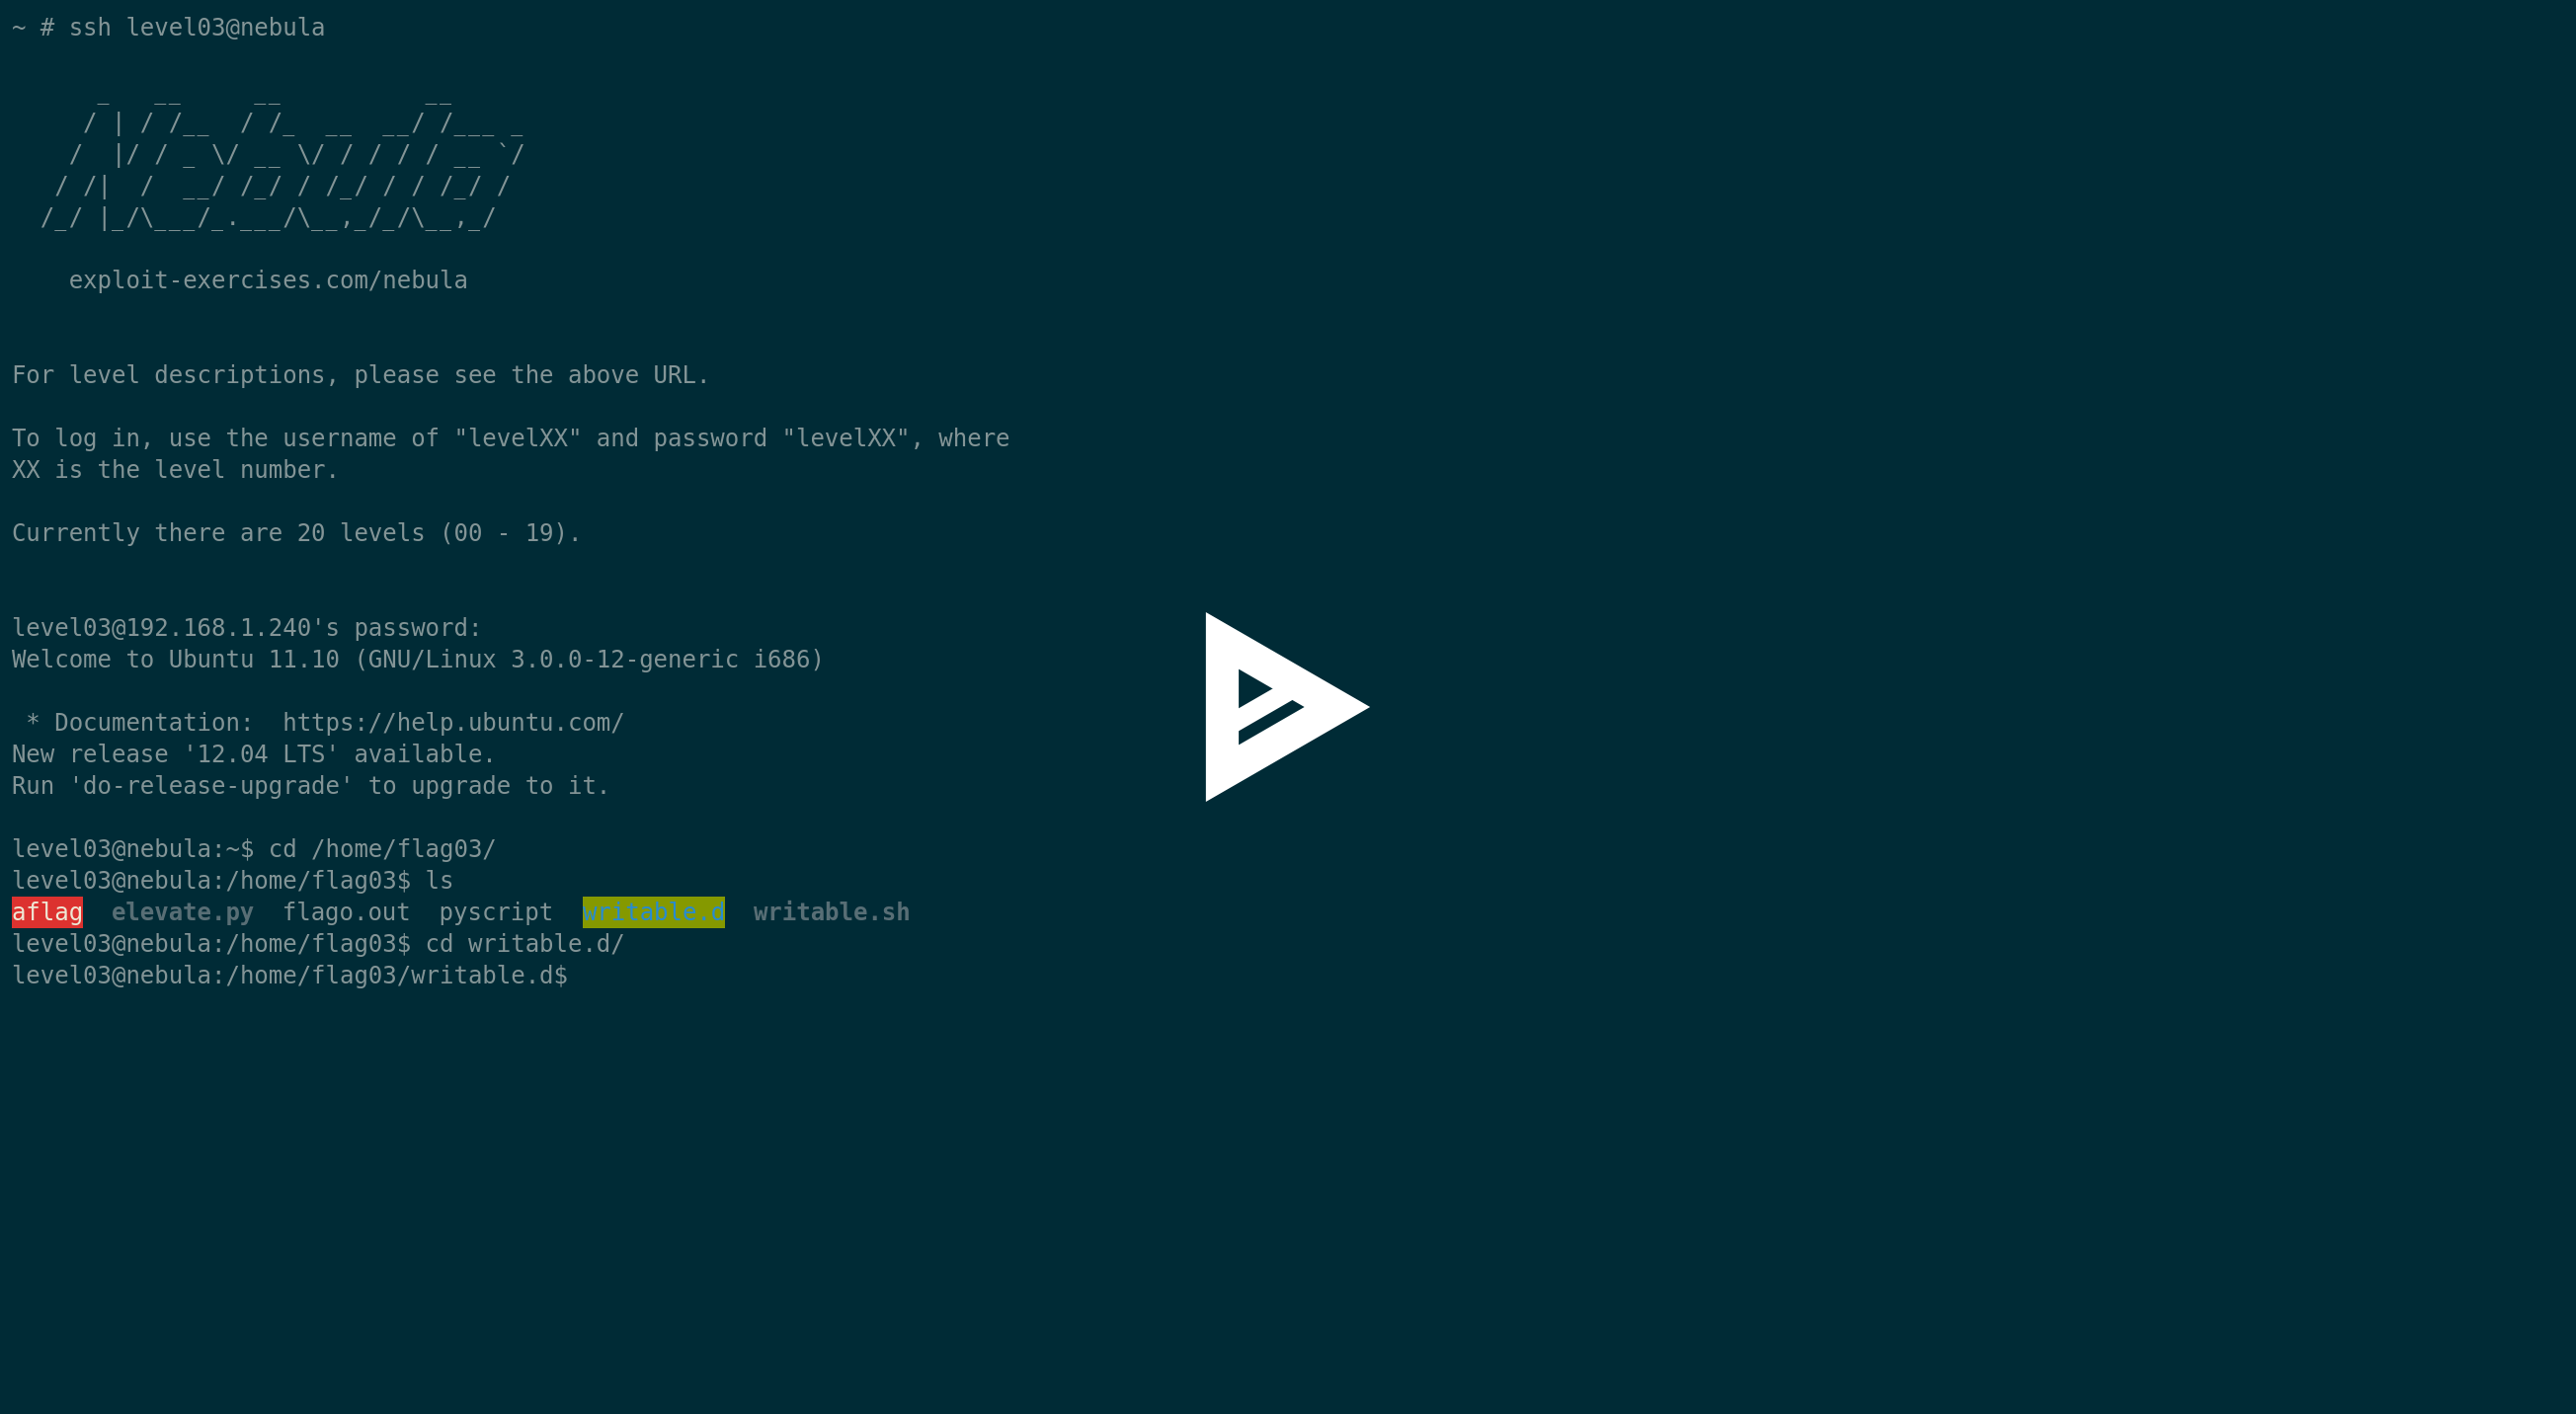 ~ # ssh level03@nebula
      _   __     __          __
     / | / /__  / /_  __  __/ /___ _
    /  |/ / _ \/ __ \/ / / / / __ `/
   / /|  /  __/ /_/ / /_/ / / /_/ /
  /_/ |_/\___/_.___/\__,_/_/\__,_/
    exploit-exercises.com/nebula
For level descriptions, please see the above URL.
To log in, use the username of "levelXX" and password "levelXX", where
XX is the level number.
Currently there are 20 levels (00 - 19).
level03@192.168.1.240's password:
Welcome to Ubuntu 11.10 (GNU/Linux 3.0.0-12-generic i686)
 * Documentation:  https://help.ubuntu.com/
New release '12.04 LTS' available.
Run 'do-release-upgrade' to upgrade to it.
level03@nebula:~$ cd /home/flag03/
level03@nebula:/home/flag03$ ls
aflag  elevate.py  flago.out  pyscript  writable.d  writable.sh
level03@nebula:/home/flag03$ cd writable.d/
level03@nebula:/home/flag03/writable.d$